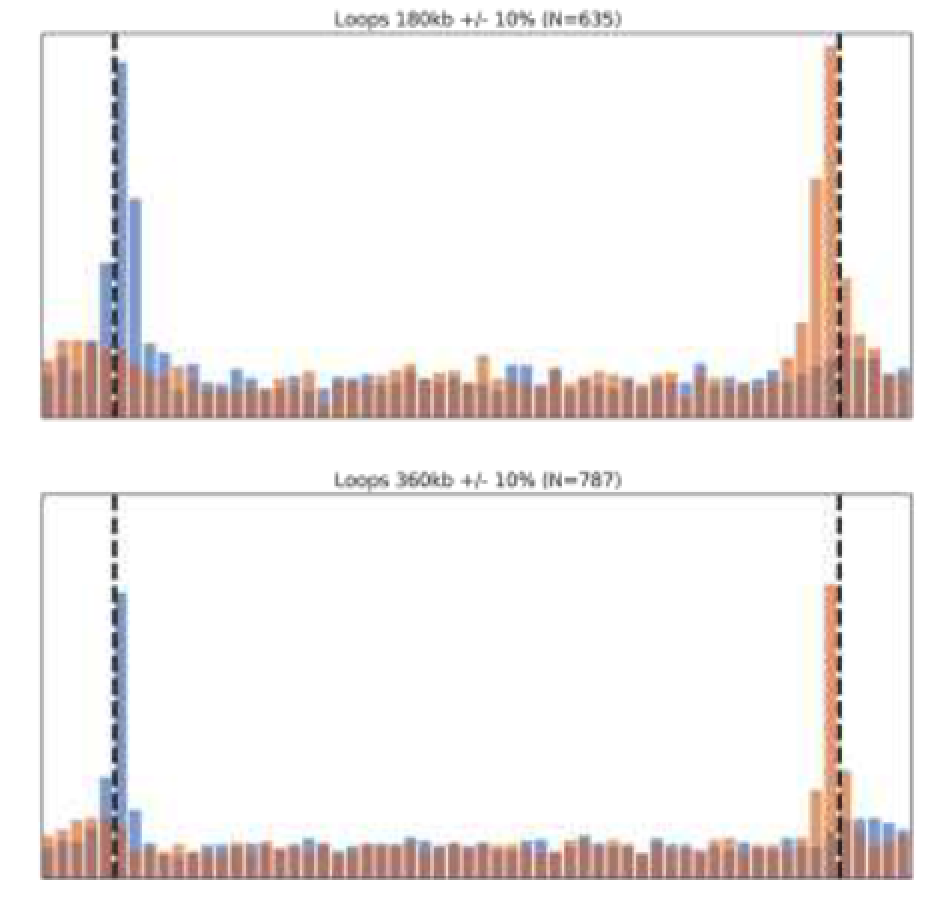 Loops 180kb +/- 10% (N=635)
Loops 360kb +/- 10% (N=787)